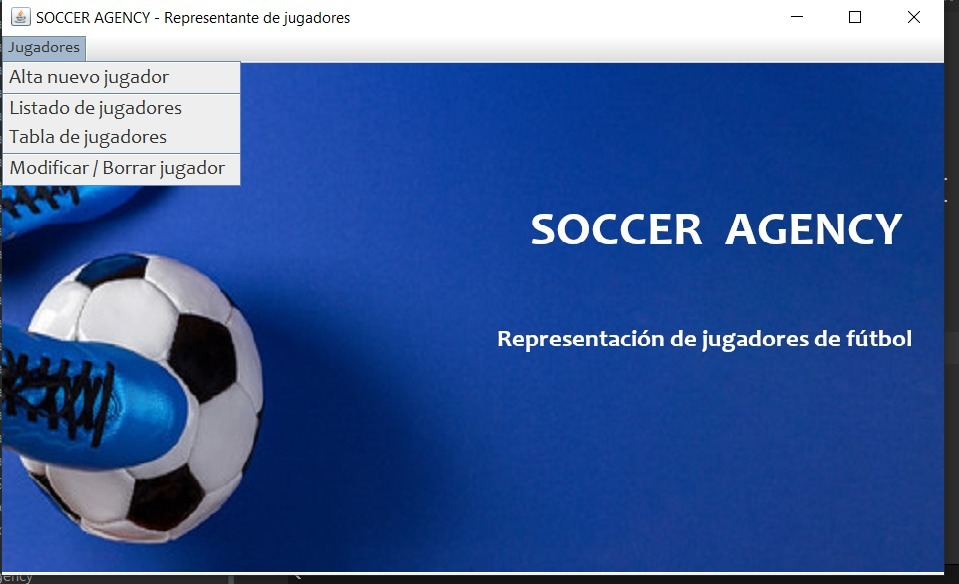 SOCCER AGENCY - Representante de jugadores
Jugadores
Alta nuevo jugador
Listado de jugadores
Tabla de jugadores
Modificar / Borrar jugador
SOCCER AGENCY
Representación de jugadores de fútbol